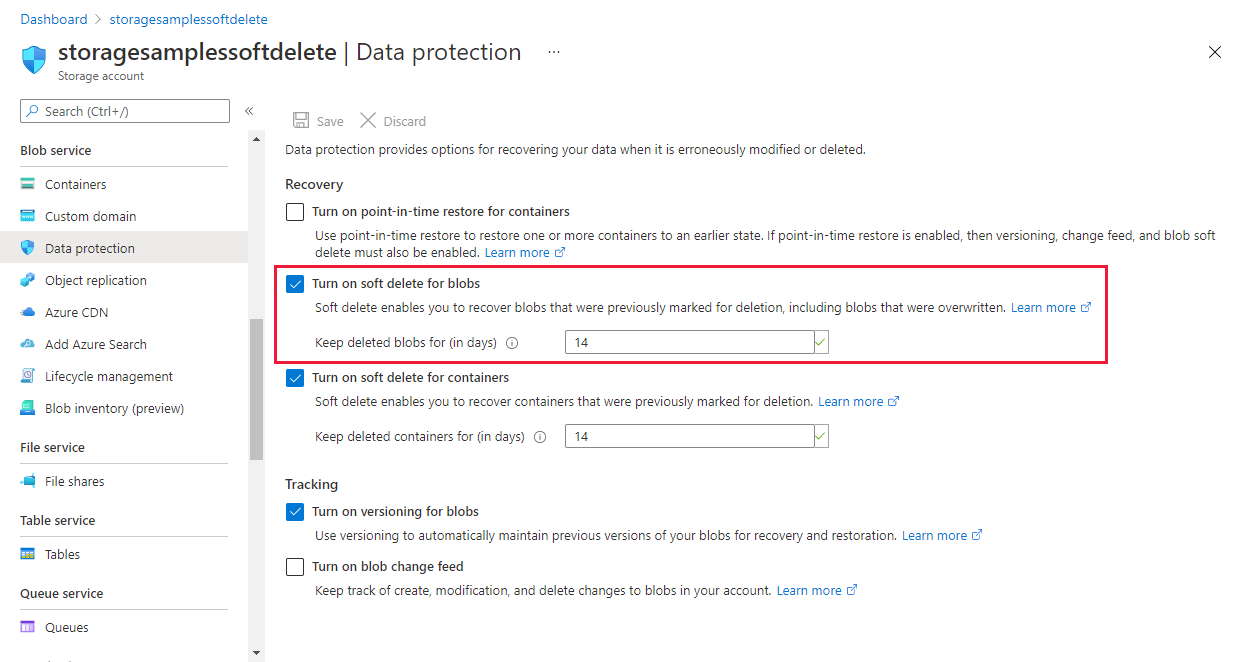 Dashboard > storagesamplessoftdelete
storagesamplessoftdelete | Data protection ...
Storage account
Search (Ctrl+/)
«
Blob service
Containers
Custom domain
Data protection
Object replication
Azure CDN
Add Azure Search
Lifecycle management
Blob inventory (preview)
File service
File shares
Table service
Tables
Queue service
Queues
Save Discard
Data protection provides options for recovering your data when it is erroneously modified or deleted.
Recovery
Turn on point-in-time restore for containers
Use point-in-time restore to restore one or more containers to an earlier state. If point-in-time restore is enabled, then versioning, change feed, and blob soft
delete must also be enabled. Learn more
Turn on soft delete for blobs
Soft delete enables you to recover blobs that were previously marked for deletion, including blobs that were overwritten. Learn more
Keep deleted blobs for (in days) 14
Turn on soft delete for containers
Soft delete enables you to recover containers that were previously marked for deletion. Learn more
Keep deleted containers for (in days) 14
Tracking
Turn on versioning for blobs
Use versioning to automatically maintain previous versions of your blobs for recovery and restoration. Learn more
Turn on blob change feed
Keep track of create, modification, and delete changes to blobs in your account. Learn more